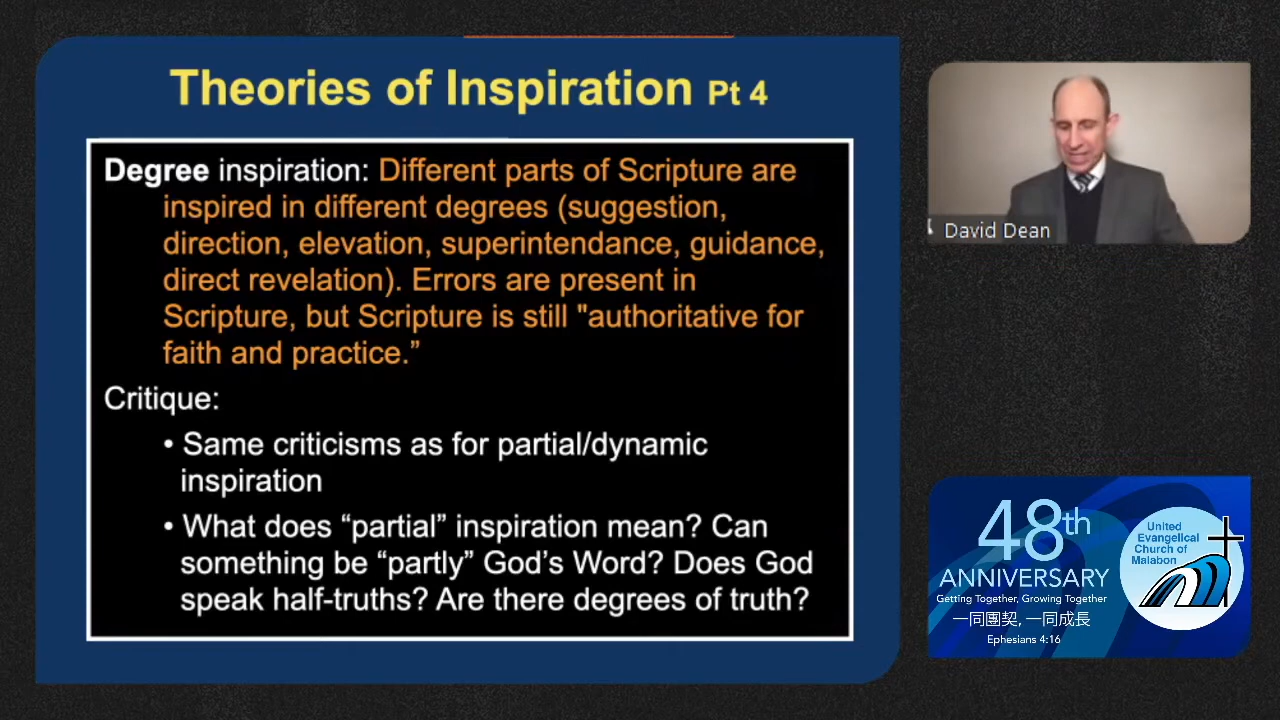 Theories of Inspiration Pt 4
Degree inspiration: Different parts of Scripture are
inspired in different degrees (suggestion,
direction, elevation, superintendance, guidance,
direct revelation). Errors are present in
Scripture, but Scripture is still "authoritative for
faith and practice.”
Critique:
• Same criticisms as for partial/dynamic
inspiration
• What does “partial” inspiration mean? Can
something be “partly” God’s Word? Does God
speak half-truths? Are there degrees of truth?
David Dean
48th
ANNIVERSARY
Getting Together, Growing Together
一同團契, 一同成長
Ephesians 4:16
United
Evangelical
Church of
Malabon